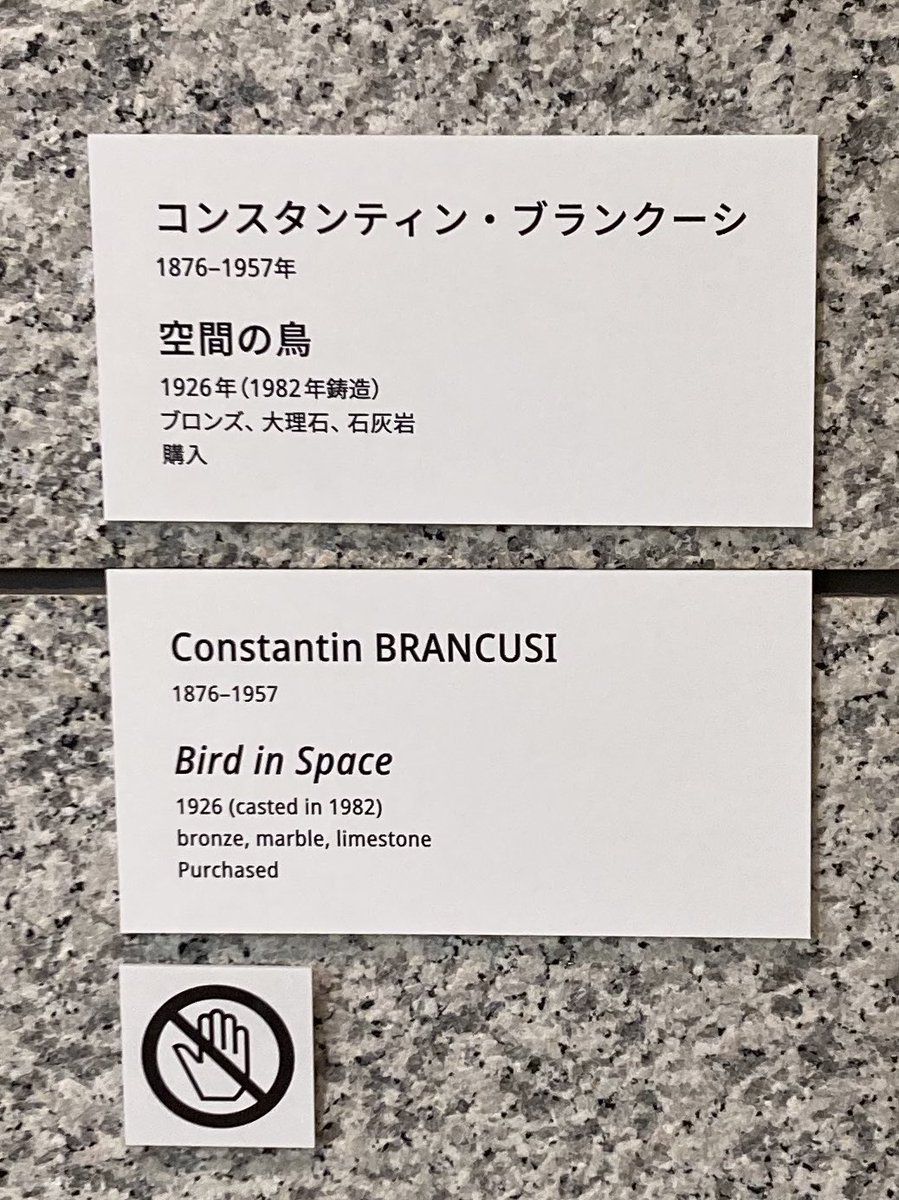 コンスタンティン・ブランクーシ
1876–1957年
空間の鳥
1926年(1982年鋳造)
ブロンズ、大理石、石灰岩
購入
Constantin BRANCUSI
1876–1957
Bird in Space
1926 (casted in 1982)
bronze, marble, limestone
Purchased